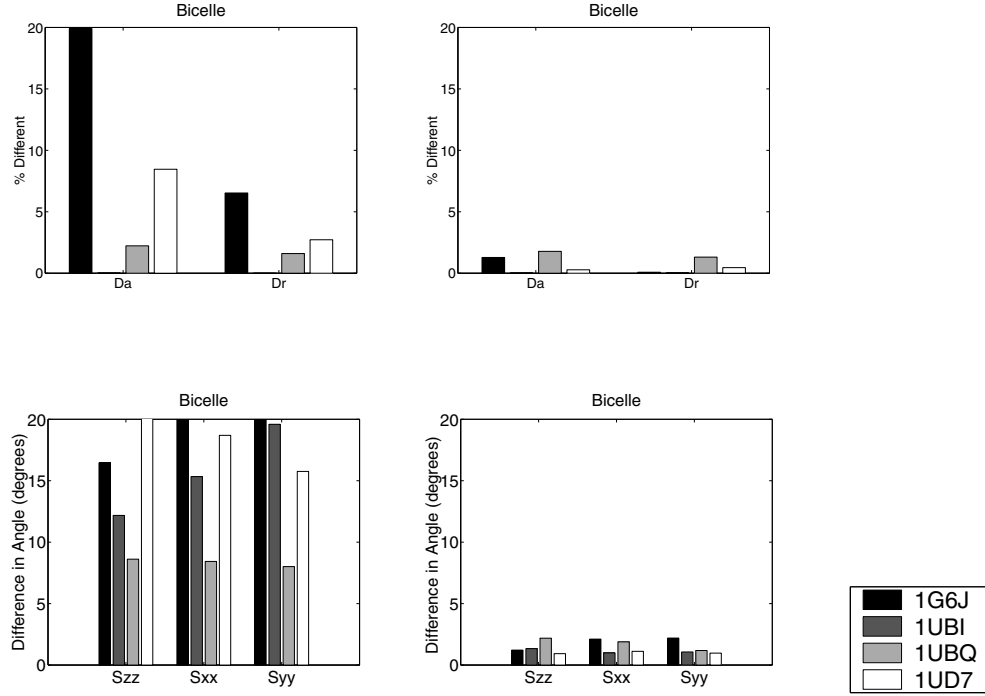 Bicelle
20
15
10
5
0
% Different
Da
Dr
Bicelle
20
15
10
5
0
% Different
Da
Dr
Bicelle
20
15
10
5
0
Difference in Angle (degrees)
Szz
Sxx
Syy
Bicelle
20
15
10
5
0
Difference in Angle (degrees)
Szz
Sxx
Syy
1G6J
1UBI
1UBQ
1UD7